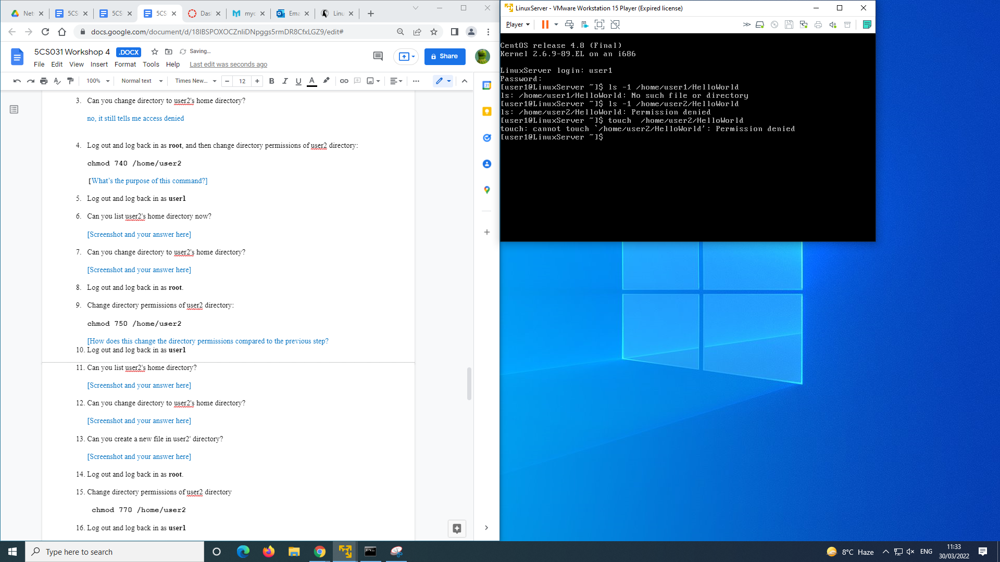 Net
5CS
5CS
5CS
Das
myc
Ema
Linu
docs.google.com/document/d/18IBSPOXOCZnIiDNpggs5rmDR8CfxLGZ9/edit#
5CS031 Workshop 4 .DOCX Saving...
Share
File Edit View Insert Format Tools Help Last edit was seconds ago
100% Normal text Times New... 12 B I U A
3. Can you change directory to user2's home directory?
no, it still tells me access denied
4. Log out and log back in as root, and then change directory permissions of user2 directory:
chmod 740 /home/user2
[What's the purpose of this command?]
5. Log out and log back in as user1
6. Can you list user2's home directory now?
[Screenshot and your answer here]
7. Can you change directory to user2's home directory?
[Screenshot and your answer here]
8. Log out and log back in as root.
9. Change directory permissions of user2 directory:
chmod 750 /home/user2
[How does this change the directory permissions compared to the previous step?
10. Log out and log back in as user1
11. Can you list user2's home directory?
[Screenshot and your answer here]
12. Can you change directory to user2's home directory?
[Screenshot and your answer here]
13. Can you create a new file in user2' directory?
[Screenshot and your answer here]
14. Log out and log back in as root.
15. Change directory permissions of user2 directory
chmod 770 /home/user2
16. Log out and log back in as user1
31
LinuxServer - VMware Workstation 15 Player (Expired license)
Player
CentOS release 4.8 (Final)
Kernel 2.6.9-89.EL on an i686
LinuxServer login: user1
Password:
[user1@LinuxServer ~]$ ls -1 /home/user1/HelloWorld
ls: /home/user1/HelloWorld: No such file or directory
[user1@LinuxServer ~]$ ls -1 /home/user2/HelloWorld
ls: /home/user2/HelloWorld: Permission denied
[user1@LinuxServer ~]$ touch  /home/user2/HelloWorld
touch: cannot touch `/home/user2/HelloWorld': Permission denied
[user1@LinuxServer ~]$
Type here to search
8°C Haze
ENG
11:33
30/03/2022